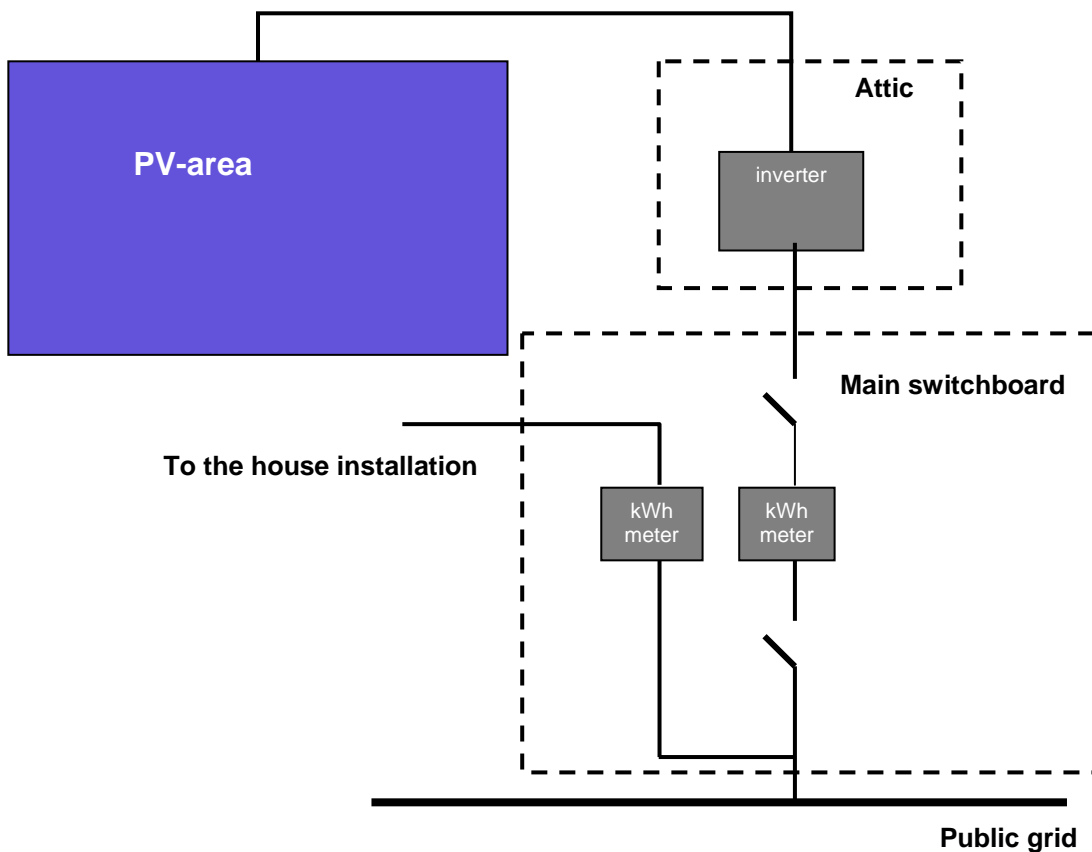 Attic
PV-area
inverter
Main switchboard
To the house installation
kWh
meter
kWh
meter
Public grid